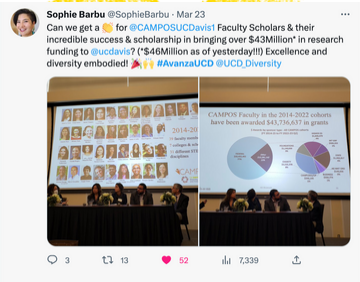 Sophie Barbu @SophieBarbu · Mar 23
Can we get a 👏 for @CAMPOSUCDavis1 Faculty Scholars & their
incredible success & scholarship in bringing over $43Million* in research
funding to @ucdavis? (*$46Million as of yesterday!!!) Excellence and
diversity embodied! 🎉🙌 #AvanzaUCD @UCD_Diversity
2014-20
CAMPOS Faculty in the 2014-2022 cohorts
have been awarded $43,736,637 in grants
3 13 52 7,339